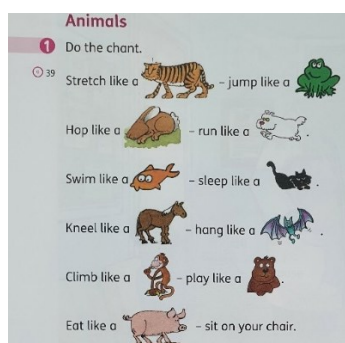 Animals
1 Do the chant.
39 Stretch like a – jump like a
Hop like a – run like a .
Swim like a – sleep like a .
Kneel like a – hang like a .
Climb like a – play like a .
Eat like a – sit on your chair.